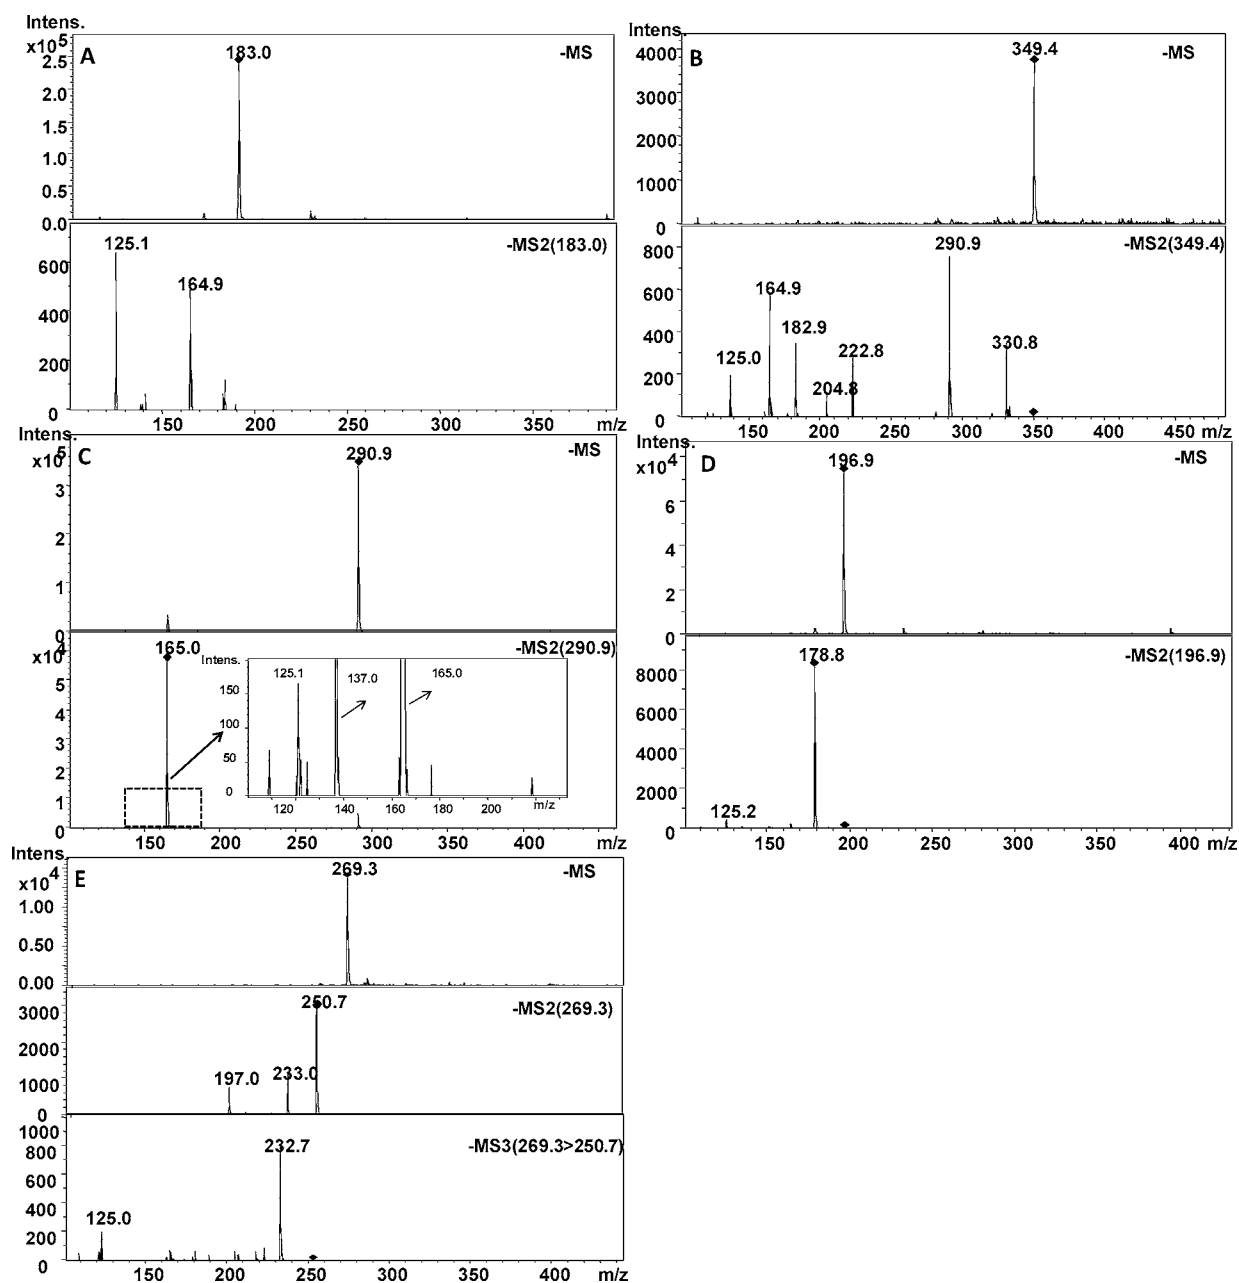 Intens.
x10^5
A
183.0
-MS
2.5
2.0
1.5
1.0
0.5
0.0
125.1
164.9
-MS2(183.0)
600
400
200
0
150 200 250 300 350
Intens.
B
349.4
-MS
4000
3000
2000
1000
0
290.9
-MS2(349.4)
164.9
182.9
125.0
204.8
222.8
330.8
800
600
400
200
0
150 200 250 300 350 400 450 m/z
Intens.
x10^5
C
290.9
-MS
3
2
1
0
x10^4
165.0
-MS2(290.9)
5
4
3
2
1
0
Intens.
125.1
137.0
165.0
150
100
50
0
120 140 160 180 200 m/z
150 200 250 300 350 400 m/z
Intens.
x10^4
D
196.9
-MS
6
4
2
0
178.8
-MS2(196.9)
125.2
8000
6000
4000
2000
0
150 200 250 300 350 400 m/z
Intens.
x10^4
E
269.3
-MS
1.00
0.50
0.00
250.7
-MS2(269.3)
197.0
233.0
3000
2000
1000
0
232.7
-MS3(269.3>250.7)
125.0
1000
800
600
400
200
0
150 200 250 300 350 400 m/z